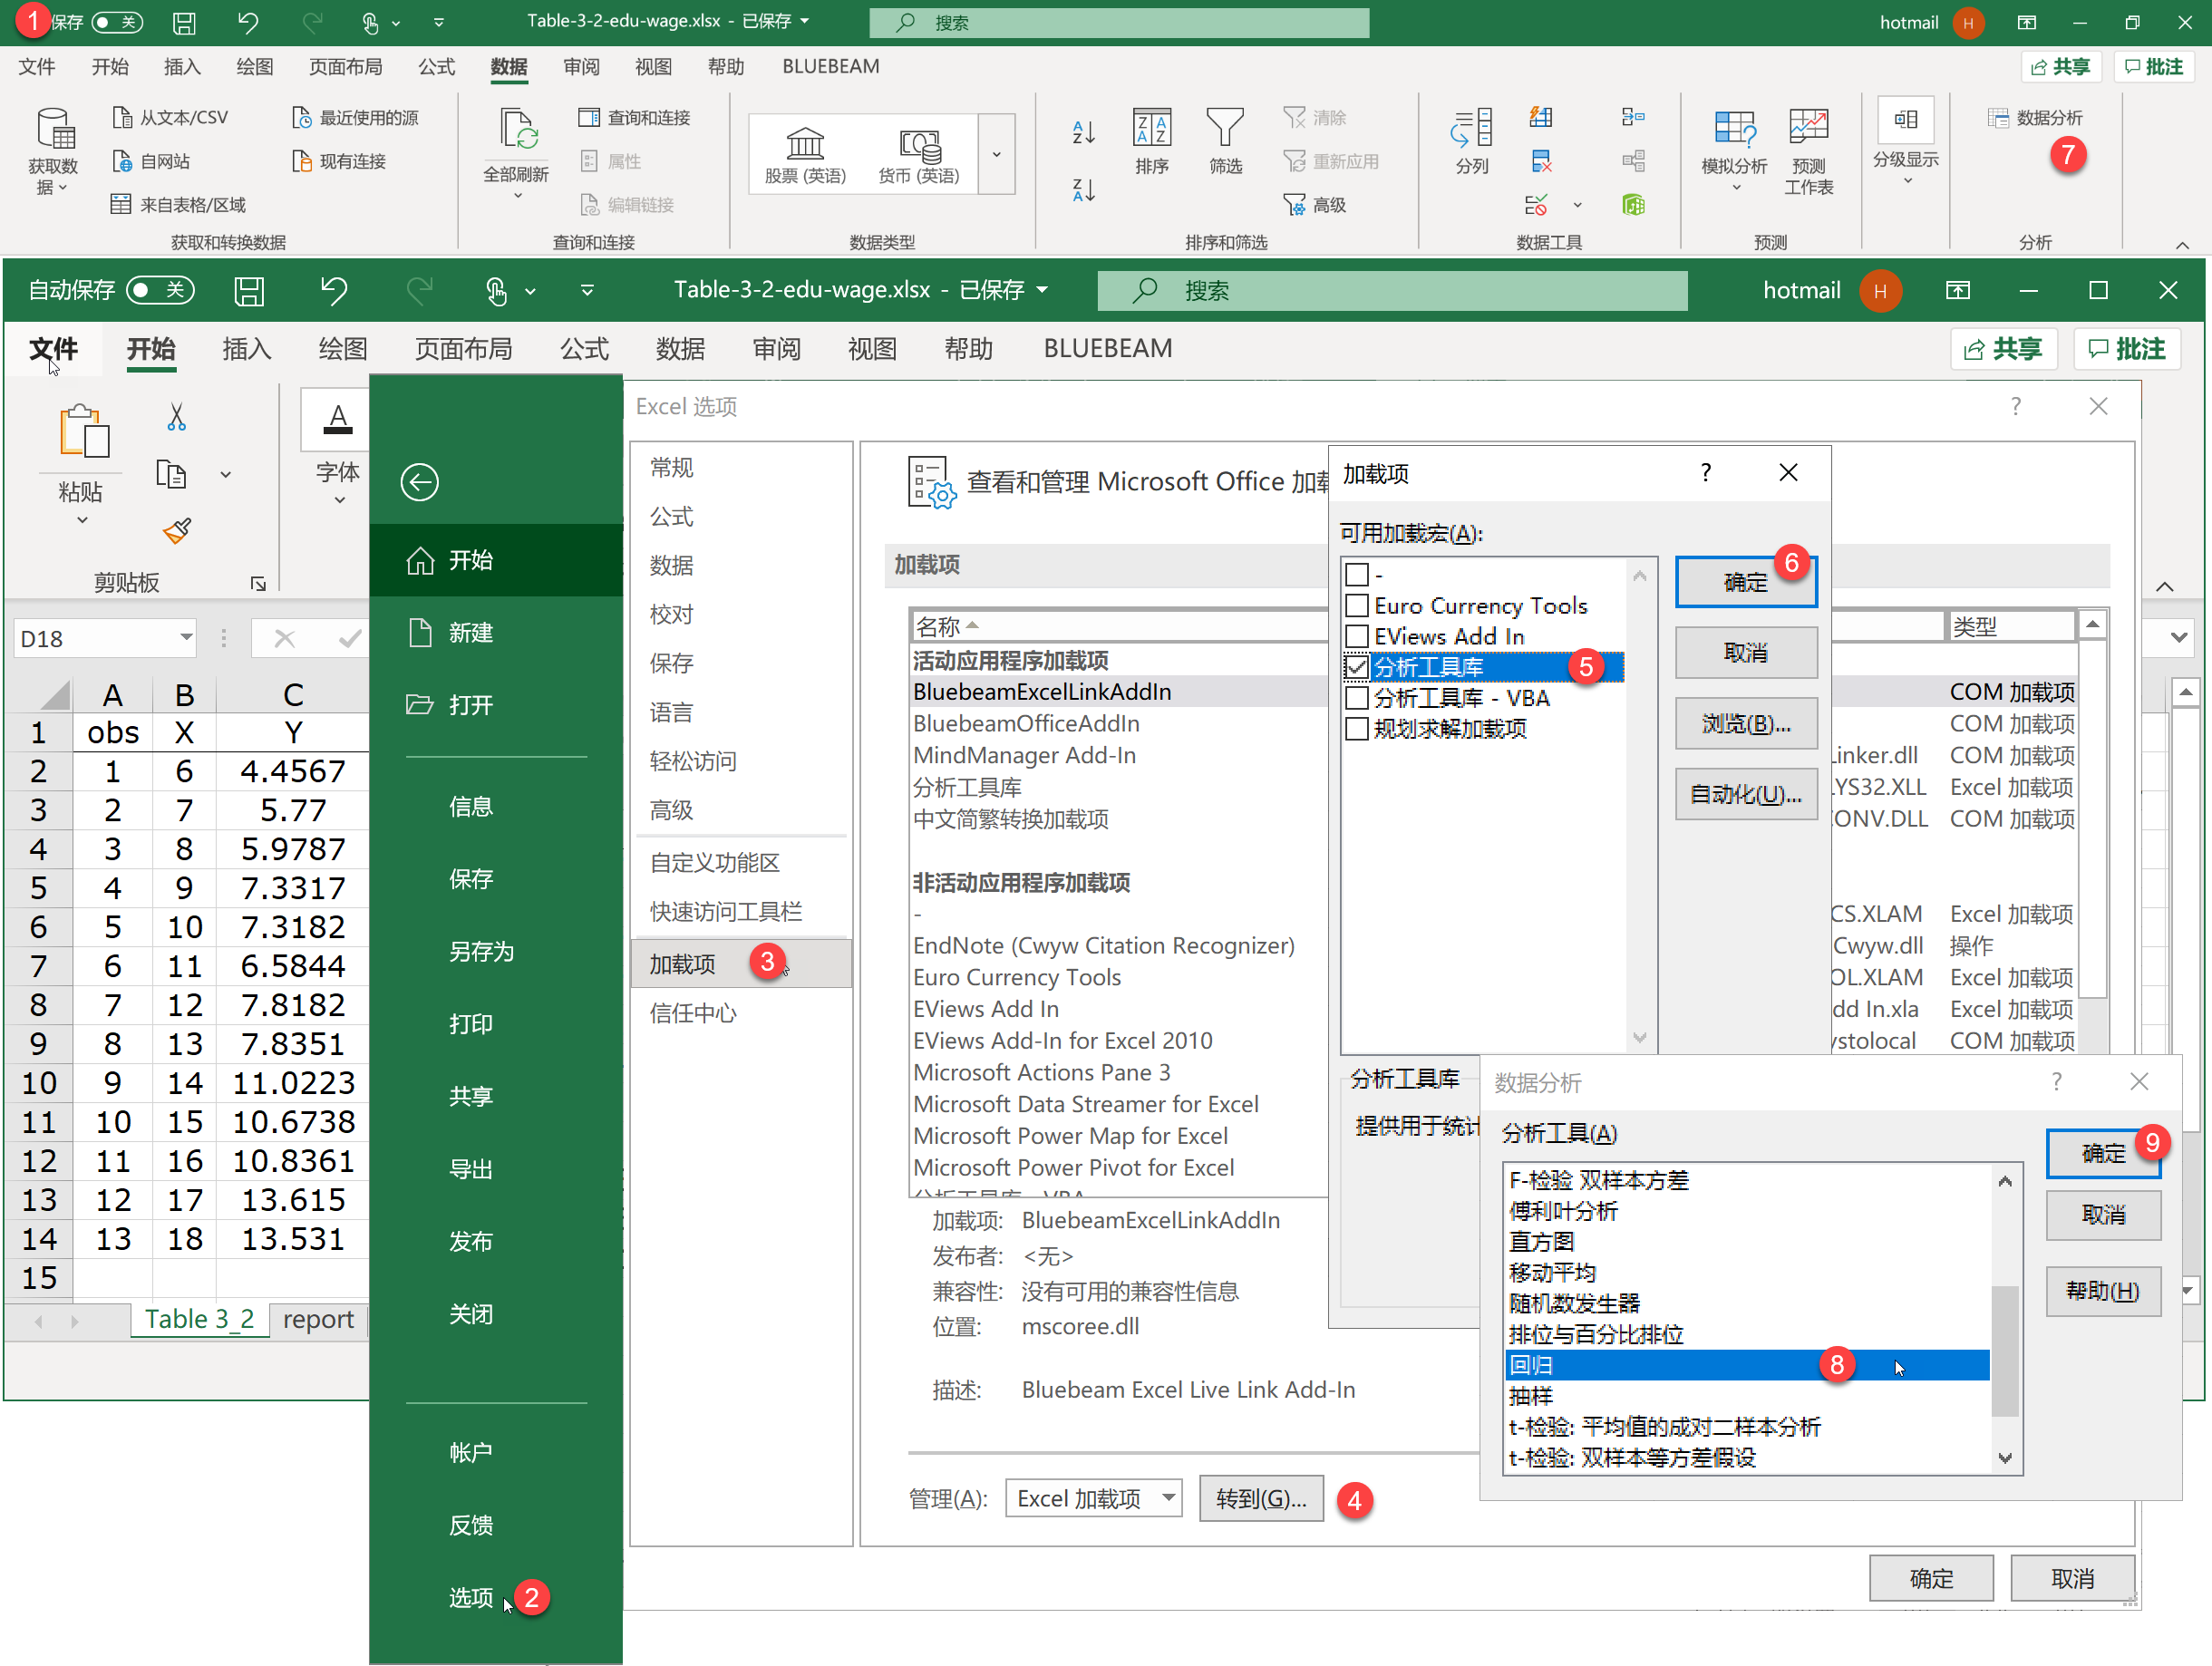 1 保存 关 Table-3-2-edu-wage.xlsx - 已保存 搜索 hotmail H
文件 开始 插入 绘图 页面布局 公式 数据 审阅 视图 帮助 BLUEBEAM 共享 批注
获取数据
从文本/CSV
自网站
来自表格/区域
最近使用的源
现有连接
获取和转换数据
全部刷新
查询和连接
属性
编辑链接
查询和连接
股票 (英语) 货币 (英语)
数据类型
排序
筛选
清除
重新应用
高级
排序和筛选
分列
数据工具
模拟分析
预测
工作表
预测
分级显示
数据分析
7
分析
自动保存 关 Table-3-2-edu-wage.xlsx - 已保存 搜索 hotmail H
文件 开始 插入 绘图 页面布局 公式 数据 审阅 视图 帮助 BLUEBEAM 共享 批注
粘贴
剪贴板
A
字体
D18
A B C
1 obs X Y
2 1 6 4.4567
3 2 7 5.77
4 3 8 5.9787
5 4 9 7.3317
6 5 10 7.3182
7 6 11 6.5844
8 7 12 7.8182
9 8 13 7.8351
10 9 14 11.0223
11 10 15 10.6738
12 11 16 10.8361
13 12 17 13.615
14 13 18 13.531
15
Table 3_2 report
开始
新建
打开
信息
保存
另存为
打印
共享
导出
发布
关闭
帐户
反馈
选项 2
Excel 选项 ?
常规
公式
数据
校对
保存
语言
轻松访问
高级
自定义功能区
快速访问工具栏
加载项 3
信任中心
查看和管理 Microsoft Office 加载
加载项
名称 类型
活动应用程序加载项
BluebeamExcelLinkAddIn COM 加载项
BluebeamOfficeAddIn COM 加载项
MindManager Add-In Linker.dll COM 加载项
分析工具库 LYS32.XLL Excel 加载项
中文简繁转换加载项 CONV.DLL COM 加载项
非活动应用程序加载项
- CS.XLAM Excel 加载项
EndNote (Cwyw Citation Recognizer) Cwyw.dll 操作
Euro Currency Tools OL.XLAM Excel 加载项
EViews Add In dd In.xla Excel 加载项
EViews Add-In for Excel 2010 ystolocal COM 加载项
Microsoft Actions Pane 3
Microsoft Data Streamer for Excel
Microsoft Power Map for Excel
Microsoft Power Pivot for Excel
分析工具库 - VBA
加载项: BluebeamExcelLinkAddIn
发布者: <无>
兼容性: 没有可用的兼容性信息
位置: mscoree.dll
描述: Bluebeam Excel Live Link Add-In
管理(A): Excel 加载项 转到(G)... 4
确定 取消
加载项 ?
可用加载宏(A):
-
Euro Currency Tools
EViews Add In
分析工具库 5
分析工具库 - VBA
规划求解加载项
确定 6
取消
浏览(B)...
自动化(U)...
分析工具库
提供用于统计
数据分析 ?
分析工具(A)
F-检验 双样本方差
傅利叶分析
直方图
移动平均
随机数发生器
排位与百分比排位
回归 8
抽样
t-检验: 平均值的成对二样本分析
t-检验: 双样本等方差假设
确定 9
取消
帮助(H)